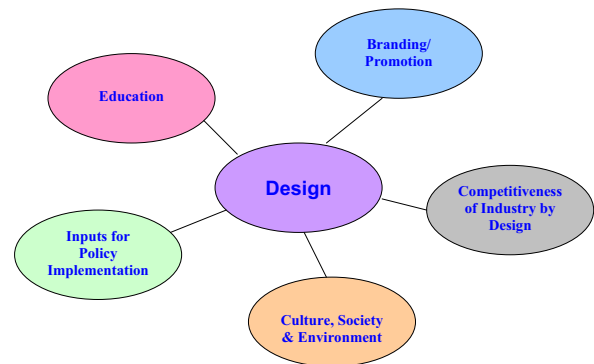 Branding/
Promotion
Education
Design
Competitiveness
of Industry by
Design
Inputs for
Policy
Implementation
Culture, Society
& Environment